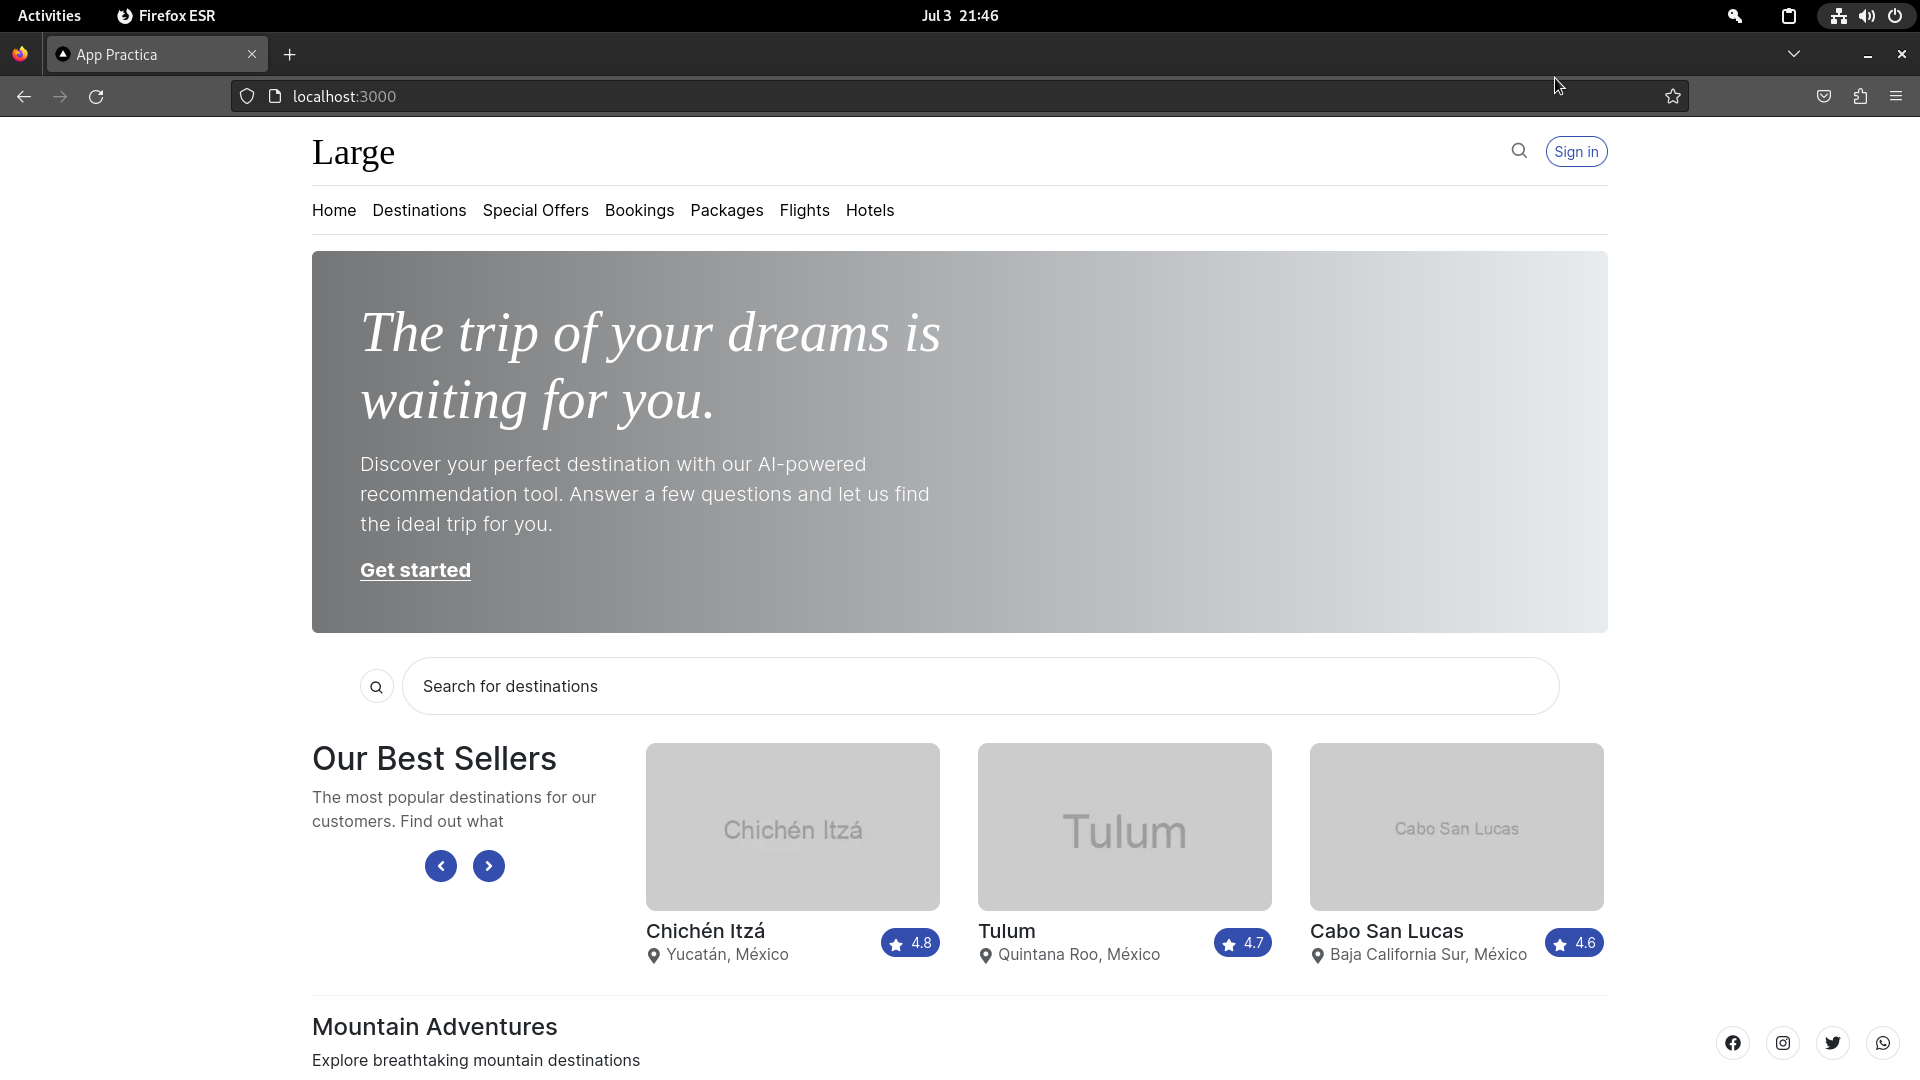 Activities
Firefox ESR
Jul 3 21:46
App Practica
localhost:3000
Large
Sign in
Home Destinations Special Offers Bookings Packages Flights Hotels
The trip of your dreams is
waiting for you.
Discover your perfect destination with our AI-powered
recommendation tool. Answer a few questions and let us find
the ideal trip for you.
Get started
Search for destinations
Our Best Sellers
The most popular destinations for our
customers. Find out what
Chichén Itzá
Chichén Itzá
Yucatán, México
4.8
Tulum
Tulum
Quintana Roo, México
4.7
Cabo San Lucas
Cabo San Lucas
Baja California Sur, México
4.6
Mountain Adventures
Explore breathtaking mountain destinations